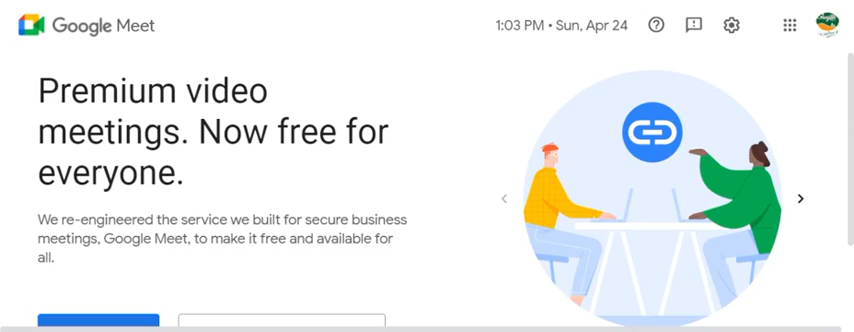 Google Meet
1:03 PM • Sun, Apr 24
Premium video
meetings. Now free for
everyone.
We re-engineered the service we built for secure business
meetings, Google Meet, to make it free and available for
all.